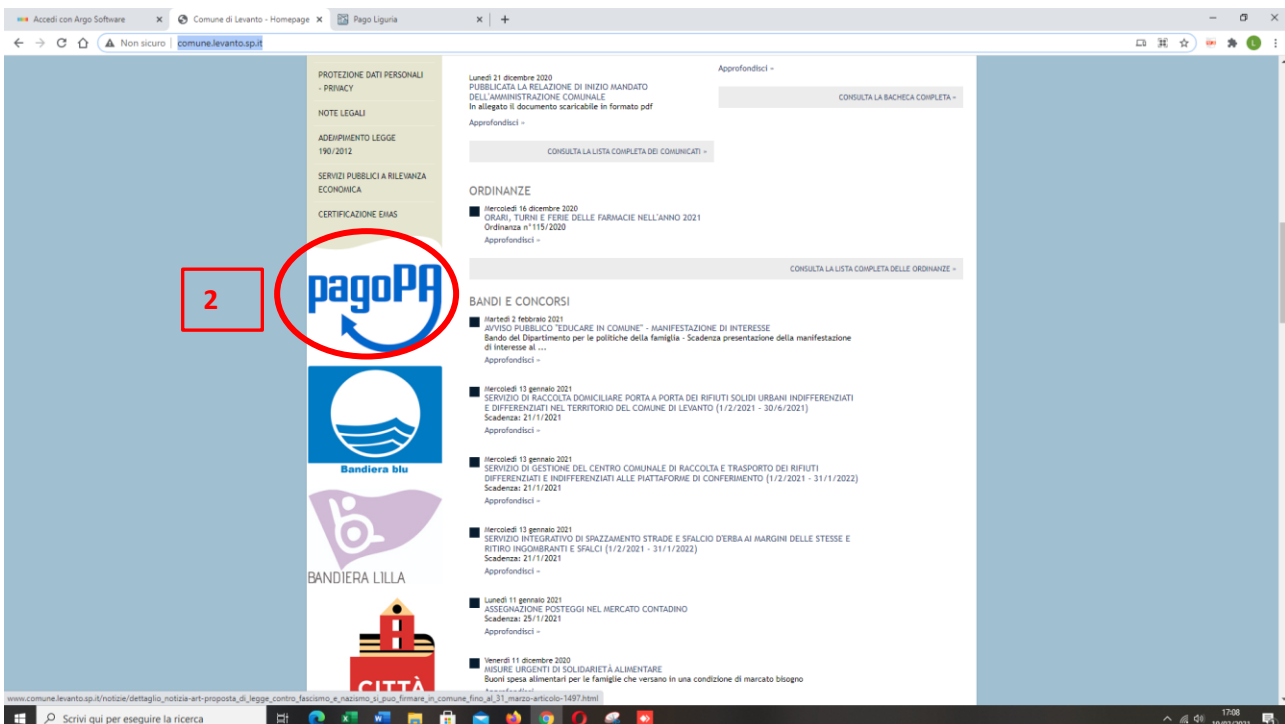 Accedi con Argo Software
Comune di Levanto - Homepage
Pago Liguria
Non sicuro
comune.levanto.sp.it
PROTEZIONE DATI PERSONALI
- PRIVACY
NOTE LEGALI
ADEMPIMENTO LEGGE
190/2012
SERVIZI PUBBLICI A RILEVANZA
ECONOMICA
CERTIFICAZIONE EMAS
2
pagoPA
Bandiera blu
BANDIERA LILLA
CITTÀ
Lunedì 21 dicembre 2020
PUBBLICATA LA RELAZIONE DI INIZIO MANDATO
DELL'AMMINISTRAZIONE COMUNALE
In allegato il documento scaricabile in formato pdf
Approfondisci »
CONSULTA LA LISTA COMPLETA DEI COMUNICATI »
Approfondisci »
CONSULTA LA BACHECA COMPLETA »
ORDINANZE
Mercoledì 16 dicembre 2020
ORARI, TURNI E FERIE DELLE FARMACIE NELL'ANNO 2021
Ordinanza n°115/2020
Approfondisci »
CONSULTA LA LISTA COMPLETA DELLE ORDINANZE »
BANDI E CONCORSI
Martedì 2 febbraio 2021
AVVISO PUBBLICO "EDUCARE IN COMUNE" - MANIFESTAZIONE DI INTERESSE
Bando del Dipartimento per le politiche della famiglia - Scadenza presentazione della manifestazione
di interesse al ...
Approfondisci »
Mercoledì 13 gennaio 2021
SERVIZIO DI RACCOLTA DOMICILIARE PORTA A PORTA DEI RIFIUTI SOLIDI URBANI INDIFFERENZIATI
E DIFFERENZIATI NEL TERRITORIO DEL COMUNE DI LEVANTO (1/2/2021 - 30/6/2021)
Scadenza: 21/1/2021
Approfondisci »
Mercoledì 13 gennaio 2021
SERVIZIO DI GESTIONE DEL CENTRO COMUNALE DI RACCOLTA E TRASPORTO DEI RIFIUTI
DIFFERENZIATI E INDIFFERENZIATI ALLE PIATTAFORME DI CONFERIMENTO (1/2/2021 - 31/1/2022)
Scadenza: 21/1/2021
Approfondisci »
Mercoledì 13 gennaio 2021
SERVIZIO INTEGRATIVO DI SPAZZAMENTO STRADE E SFALCIO D'ERBA AI MARGINI DELLE STESSE E
RITIRO INGOMBRANTI E SFALCI (1/2/2021 - 31/1/2022)
Scadenza: 21/1/2021
Approfondisci »
Lunedì 11 gennaio 2021
ASSEGNAZIONE POSTEGGI NEL MERCATO CONTADINO
Scadenza: 25/1/2021
Approfondisci »
Venerdì 11 dicembre 2020
MISURE URGENTI DI SOLIDARIETÀ ALIMENTARE
Buoni spesa alimentari per le famiglie che versano in una condizione di marcato bisogno
Approfondisci »
www.comune.levanto.sp.it/notizie/dettaglio_notizia-art-proposta_di_legge_contro_fascismo_e_nazismo_si_puo_firmare_in_comune_fino_al_31_marzo-articolo-1497.html
Scrivi qui per eseguire la ricerca
17:08